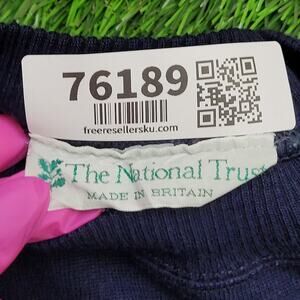 76189
freeresellersku.com
The National Trust
MADE IN BRITAIN